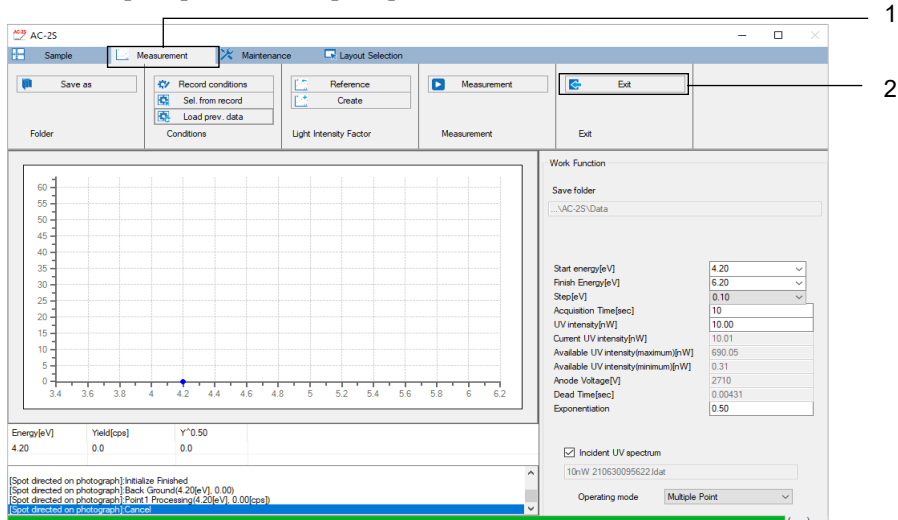 1
AC-2S AC-2S
Sample Measurement Maintenance Layout Selection
Save as Record conditions Reference Measurement Exit
Sel. from record Create
Load prev. data
Folder Conditions Light Intensity Factor Measurement Exit
2
Work Function
Save folder
...\AC-2S\Data
60
55
50
45
40
35
30
25
20
15
10
5
0
3.4 3.6 3.8 4 4.2 4.4 4.6 4.8 5 5.2 5.4 5.6 5.8 6 6.2
Start energy[eV] 4.20
Finish Energy[eV] 6.20
Step[eV] 0.10
Acquisition Time[sec] 10
UV intensity[nW] 10.00
Current UV intensity[nW] 10.01
Available UV intensity(maximum)[nW] 690.05
Available UV intensity(minimum)[nW] 0.31
Anode Voltage[V] 2710
Dead Time[sec] 0.00431
Exponentiation 0.50
Energy[eV] Yield[cps] Y^0.50
4.20 0.0 0.0
Incident UV spectrum
10nW 210630095622.ldat
Operating mode Multiple Point
[Spot directed on photograph]:Initialize Finished
[Spot directed on photograph]:Back Ground(4.20[eV], 0.00)
[Spot directed on photograph]:Point1 Processing(4.20[eV], 0.00[cps])
[Spot directed on photograph]:Cancel